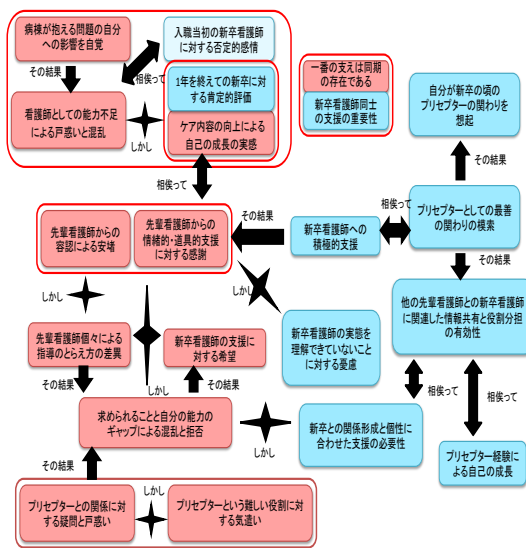 病棟が抱える問題の自分
への影響を自覚
入職当初の新卒看護師
に対する否定的感情
その結果
相俟って
看護師としての能力不足
による戸惑いと混乱
しかし
1年を終えての新卒に対
する肯定的評価
ケア内容の向上による
自己の成長の実感
一番の支えは同期
の存在である
新卒看護師同士
の支援の重要性
自分が新卒の頃の
プリセプターの関わりを
想起
相俟って
その結果
先輩看護師からの
容認による安堵
先輩看護師からの
情緒的・道具的支援
に対する感謝
その結果
新卒看護師への
積極的支援
相俟って
プリセプターとしての最善
の関わりの模索
その結果
しかし
しかし
他の先輩看護師との新卒看護師
に関連した情報共有と役割分担
の有効性
先輩看護師個々による
指導のとらえ方の差異
新卒看護師の支援に
対する希望
新卒看護師の実態を
理解できていないこと
に対する憂慮
その結果
しかし
その結果
相俟って
相俟って
求められることと自分の能力の
ギャップによる混乱と拒否
しかし
新卒との関係形成と個性に
合わせた支援の必要性
プリセプター経験
による自己の成長
その結果
プリセプターとの関係に対
する疑問と戸惑い
しかし
プリセプターという難しい役割に対
する気遣い